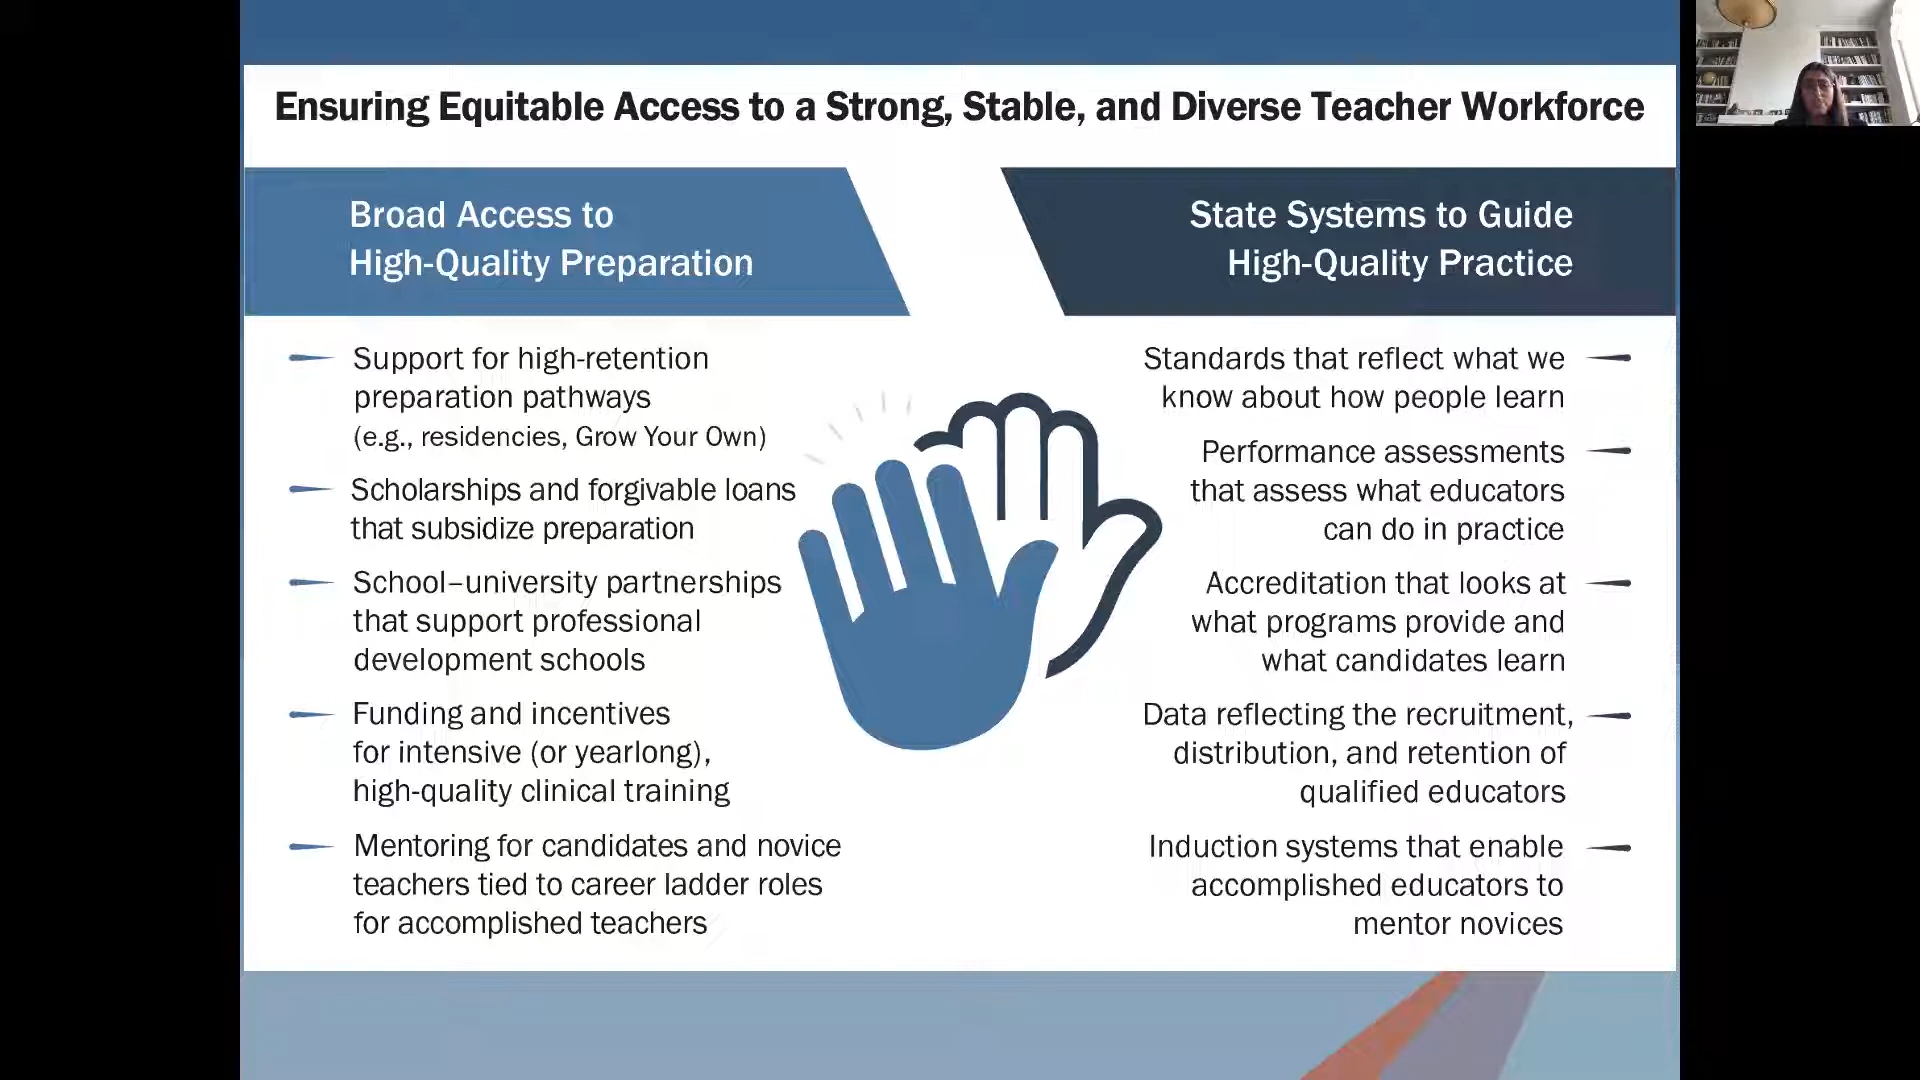 Ensuring Equitable Access to a Strong, Stable, and Diverse Teacher Workforce
Broad Access to
High-Quality Preparation
Support for high-retention
preparation pathways
(e.g., residencies, Grow Your Own)
Scholarships and forgivable loans
that subsidize preparation
School–university partnerships
that support professional
development schools
Funding and incentives
for intensive (or yearlong),
high-quality clinical training
Mentoring for candidates and novice
teachers tied to career ladder roles
for accomplished teachers
State Systems to Guide
High-Quality Practice
Standards that reflect what we
know about how people learn
Performance assessments
that assess what educators
can do in practice
Accreditation that looks at
what programs provide and
what candidates learn
Data reflecting the recruitment,
distribution, and retention of
qualified educators
Induction systems that enable
accomplished educators to
mentor novices